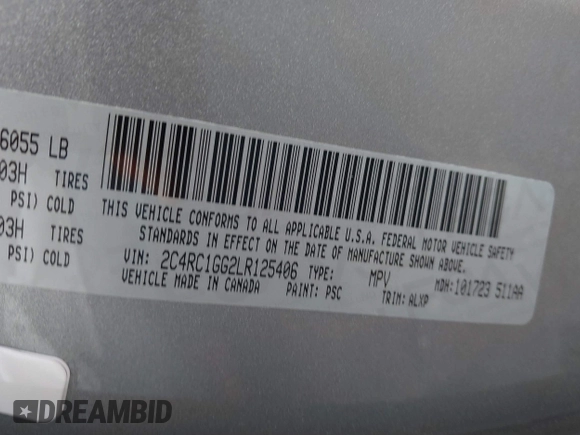 6055 LB
03H TIRES
PSI) COLD
03H TIRES
PSI) COLD
THIS VEHICLE CONFORMS TO ALL APPLICABLE U.S.A. FEDERAL MOTOR VEHICLE SAFETY
STANDARDS IN EFFECT ON THE DATE OF MANUFACTURE SHOWN ABOVE.
VIN: 2C4RC1GG2LR125406 TYPE: MPV MDH:101723 511AA
VEHICLE MADE IN CANADA PAINT: PSC TRIM: ALXP
DREAMBID